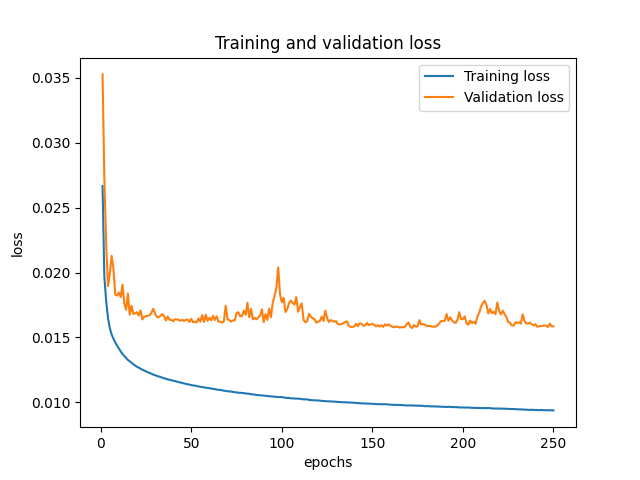 Training and validation loss
Training loss
Validation loss
0.035
0.030
0.025
0.020
0.015
0.010
loss
0 50 100 150 200 250
epochs